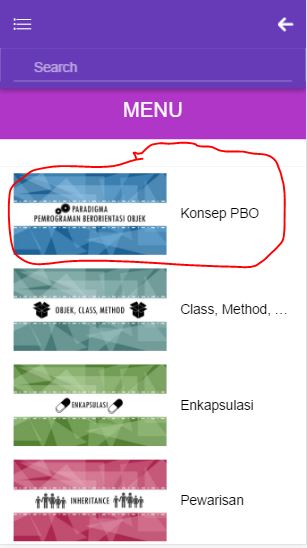 Search
MENU
PARADIGMA
PEMROGRAMAN BERORIENTASI OBJEK
Konsep PBO
OBJEK, CLASS, METHOD
Class, Method, ...
ENKAPSULASI
Enkapsulasi
INHERITANCE
Pewarisan